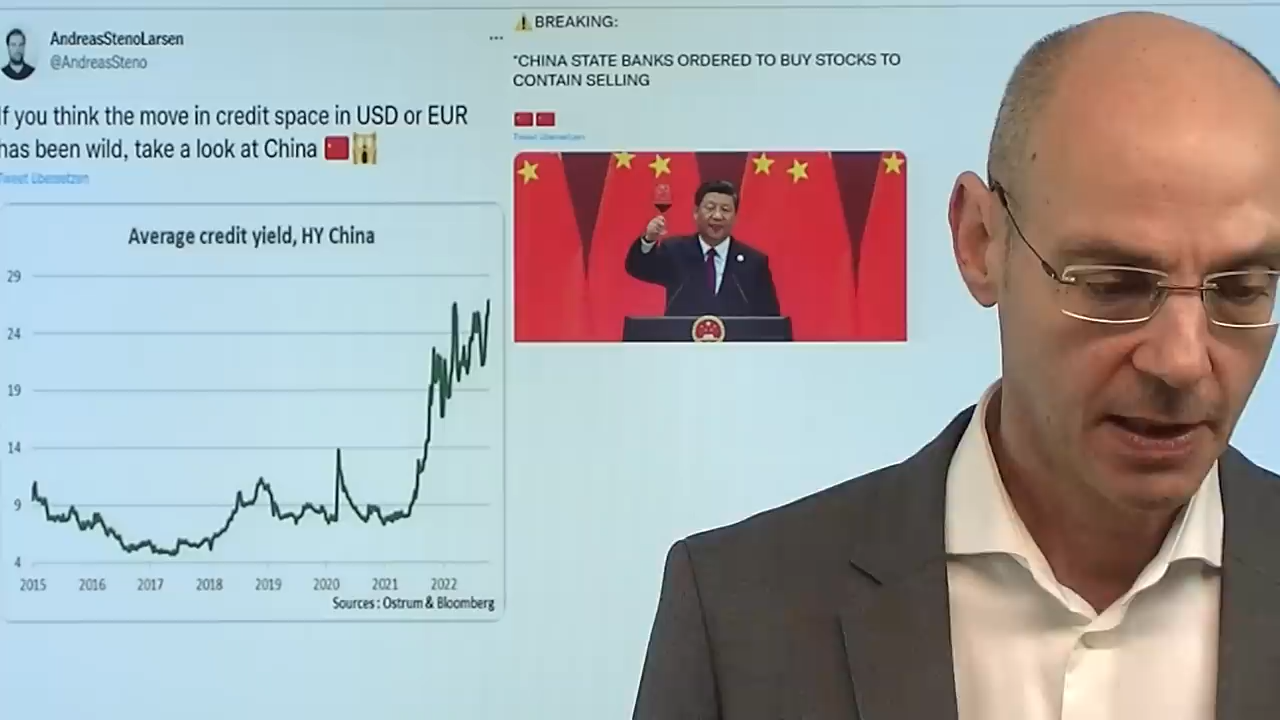 AndreasStenoLarsen
@AndreasSteno
...
If you think the move in credit space in USD or EUR
has been wild, take a look at China 🇨🇳🙀
Tweet übersetzen
Average credit yield, HY China
29
24
19
14
9
4
2015 2016 2017 2018 2019 2020 2021 2022
Sources: Ostrum & Bloomberg
⚠️BREAKING:
"CHINA STATE BANKS ORDERED TO BUY STOCKS TO
CONTAIN SELLING
🇨🇳🇨🇳
Tweet übersetzen